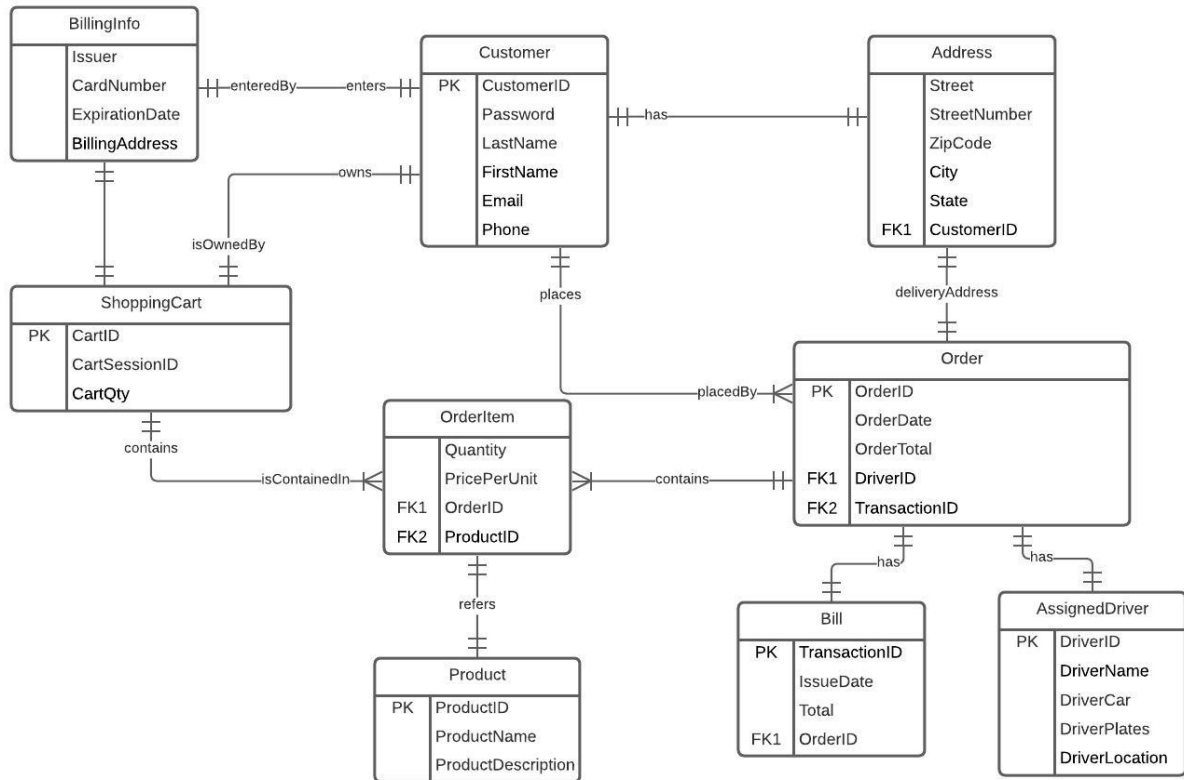 BillingInfo
Issuer
CardNumber
ExpirationDate
BillingAddress
enteredBy
enters
Customer
PK CustomerID
Password
LastName
FirstName
Email
Phone
has
Address
Street
StreetNumber
ZipCode
City
State
FK1 CustomerID
owns
isOwnedBy
places
deliveryAddress
ShoppingCart
PK CartID
CartSessionID
CartQty
placedBy
Order
PK OrderID
OrderDate
OrderTotal
FK1 DriverID
FK2 TransactionID
contains
isContainedIn
OrderItem
Quantity
PricePerUnit
FK1 OrderID
FK2 ProductID
contains
has
has
refers
Bill
PK TransactionID
IssueDate
Total
FK1 OrderID
AssignedDriver
PK DriverID
DriverName
DriverCar
DriverPlates
DriverLocation
Product
PK ProductID
ProductName
ProductDescription